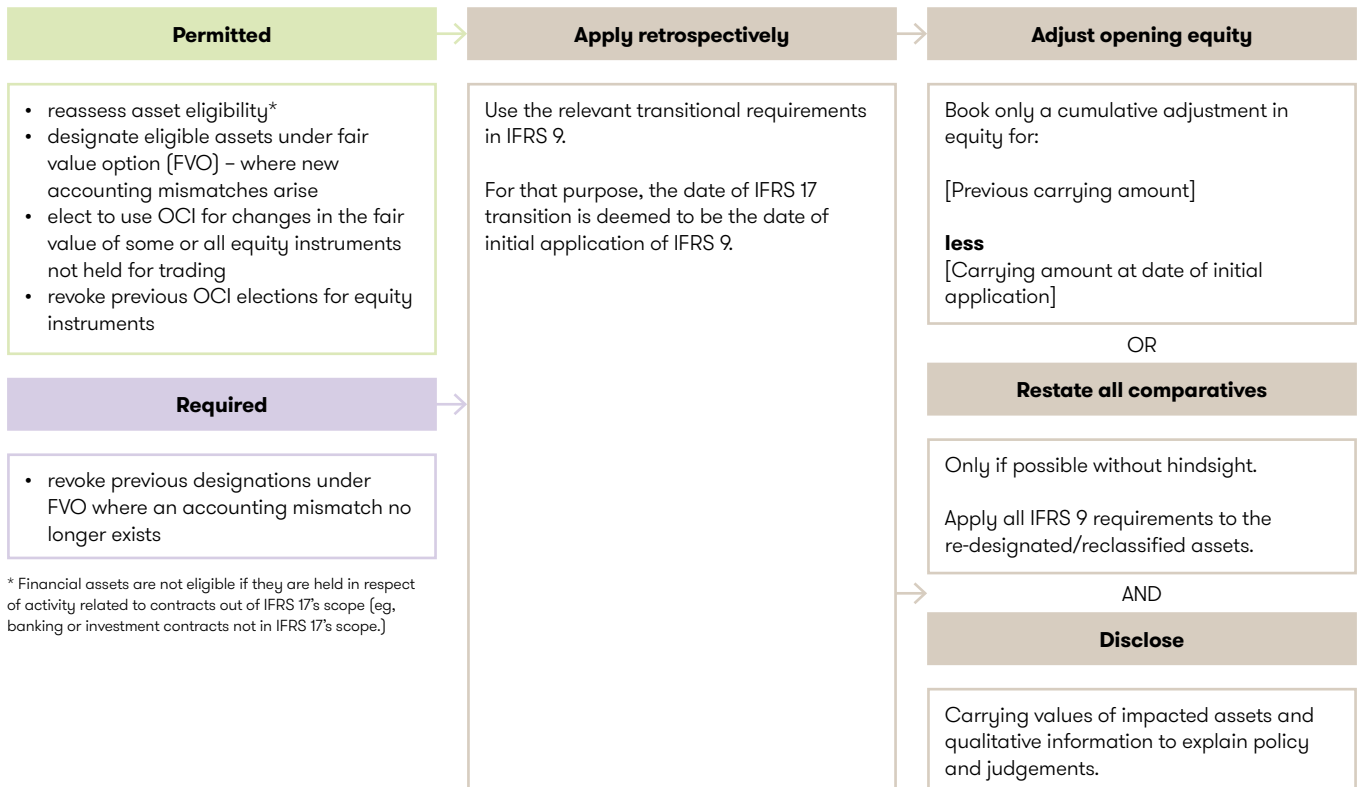 Permitted
• reassess asset eligibility*
• designate eligible assets under fair
value option (FVO) – where new
accounting mismatches arise
• elect to use OCI for changes in the fair
value of some or all equity instruments
not held for trading
• revoke previous OCI elections for equity
instruments
Required
• revoke previous designations under
FVO where an accounting mismatch no
longer exists
* Financial assets are not eligible if they are held in respect
of activity related to contracts out of IFRS 17’s scope (eg,
banking or investment contracts not in IFRS 17’s scope.)
Apply retrospectively
Use the relevant transitional requirements
in IFRS 9.
For that purpose, the date of IFRS 17
transition is deemed to be the date of
initial application of IFRS 9.
Adjust opening equity
Book only a cumulative adjustment in
equity for:
[Previous carrying amount]
less
[Carrying amount at date of initial
application]
OR
Restate all comparatives
Only if possible without hindsight.
Apply all IFRS 9 requirements to the
re-designated/reclassified assets.
AND
Disclose
Carrying values of impacted assets and
qualitative information to explain policy
and judgements.